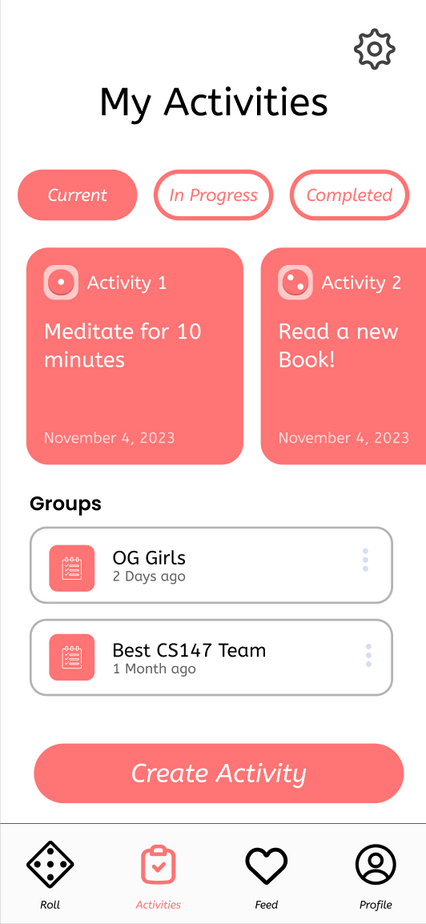 My Activities
Current
In Progress
Completed
Activity 1
Meditate for 10
minutes
November 4, 2023
Activity 2
Read a new
Book!
November 4, 2023
Groups
OG Girls
2 Days ago
Best CS147 Team
1 Month ago
Create Activity
Roll
Activities
Feed
Profile